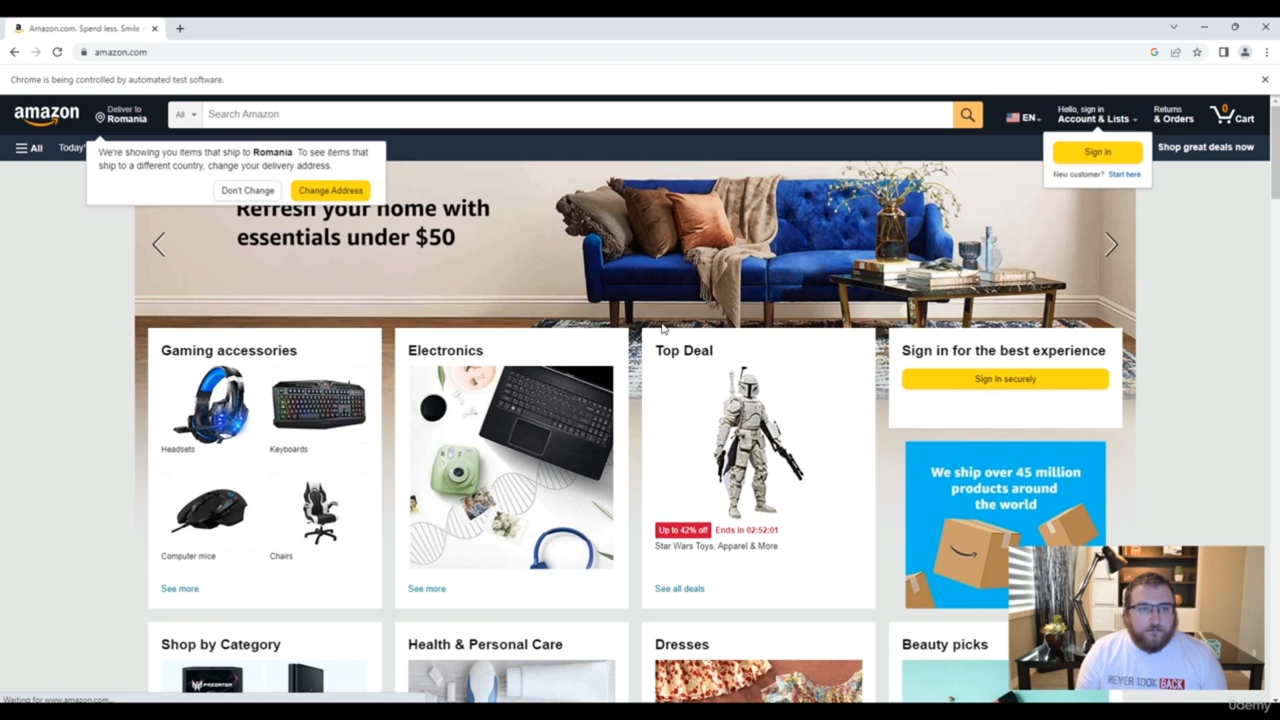 Amazon.com. Spend less. Smile
amazon.com
Chrome is being controlled by automated test software.
amazon
Deliver to
Romania
All
Search Amazon
EN
Hello, sign in
Account & Lists
Returns
& Orders
0
Cart
All
Today'
Shop great deals now
We're showing you items that ship to Romania. To see items that
ship to a different country, change your delivery address.
Don't Change
Change Address
Sign in
New customer? Start here.
Refresh your home with
essentials under $50
Gaming accessories
Headsets
Keyboards
Computer mice
Chairs
See more
Electronics
See more
Top Deal
Up to 42% off
Ends in 02:52:01
Star Wars Toys, Apparel & More
See all deals
Sign in for the best experience
Sign in securely
We ship over 45 million
products around
the world
Shop by Category
Health & Personal Care
Dresses
Beauty picks
PREDATOR
NEVER LOOK BACK
Waiting for www.amazon.com...
Udemy